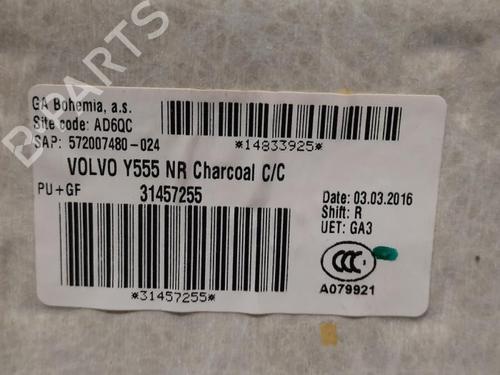 GA Bohemia, a.s.
Site code: AD6QC
SAP: 572007480-024
*14833925*
VOLVO Y555 NR Charcoal C/C
PU+GF
31457255
Date: 03.03.2016
Shift: R
UET: GA3
*31457255*
CCC
A079921
B-PARTS